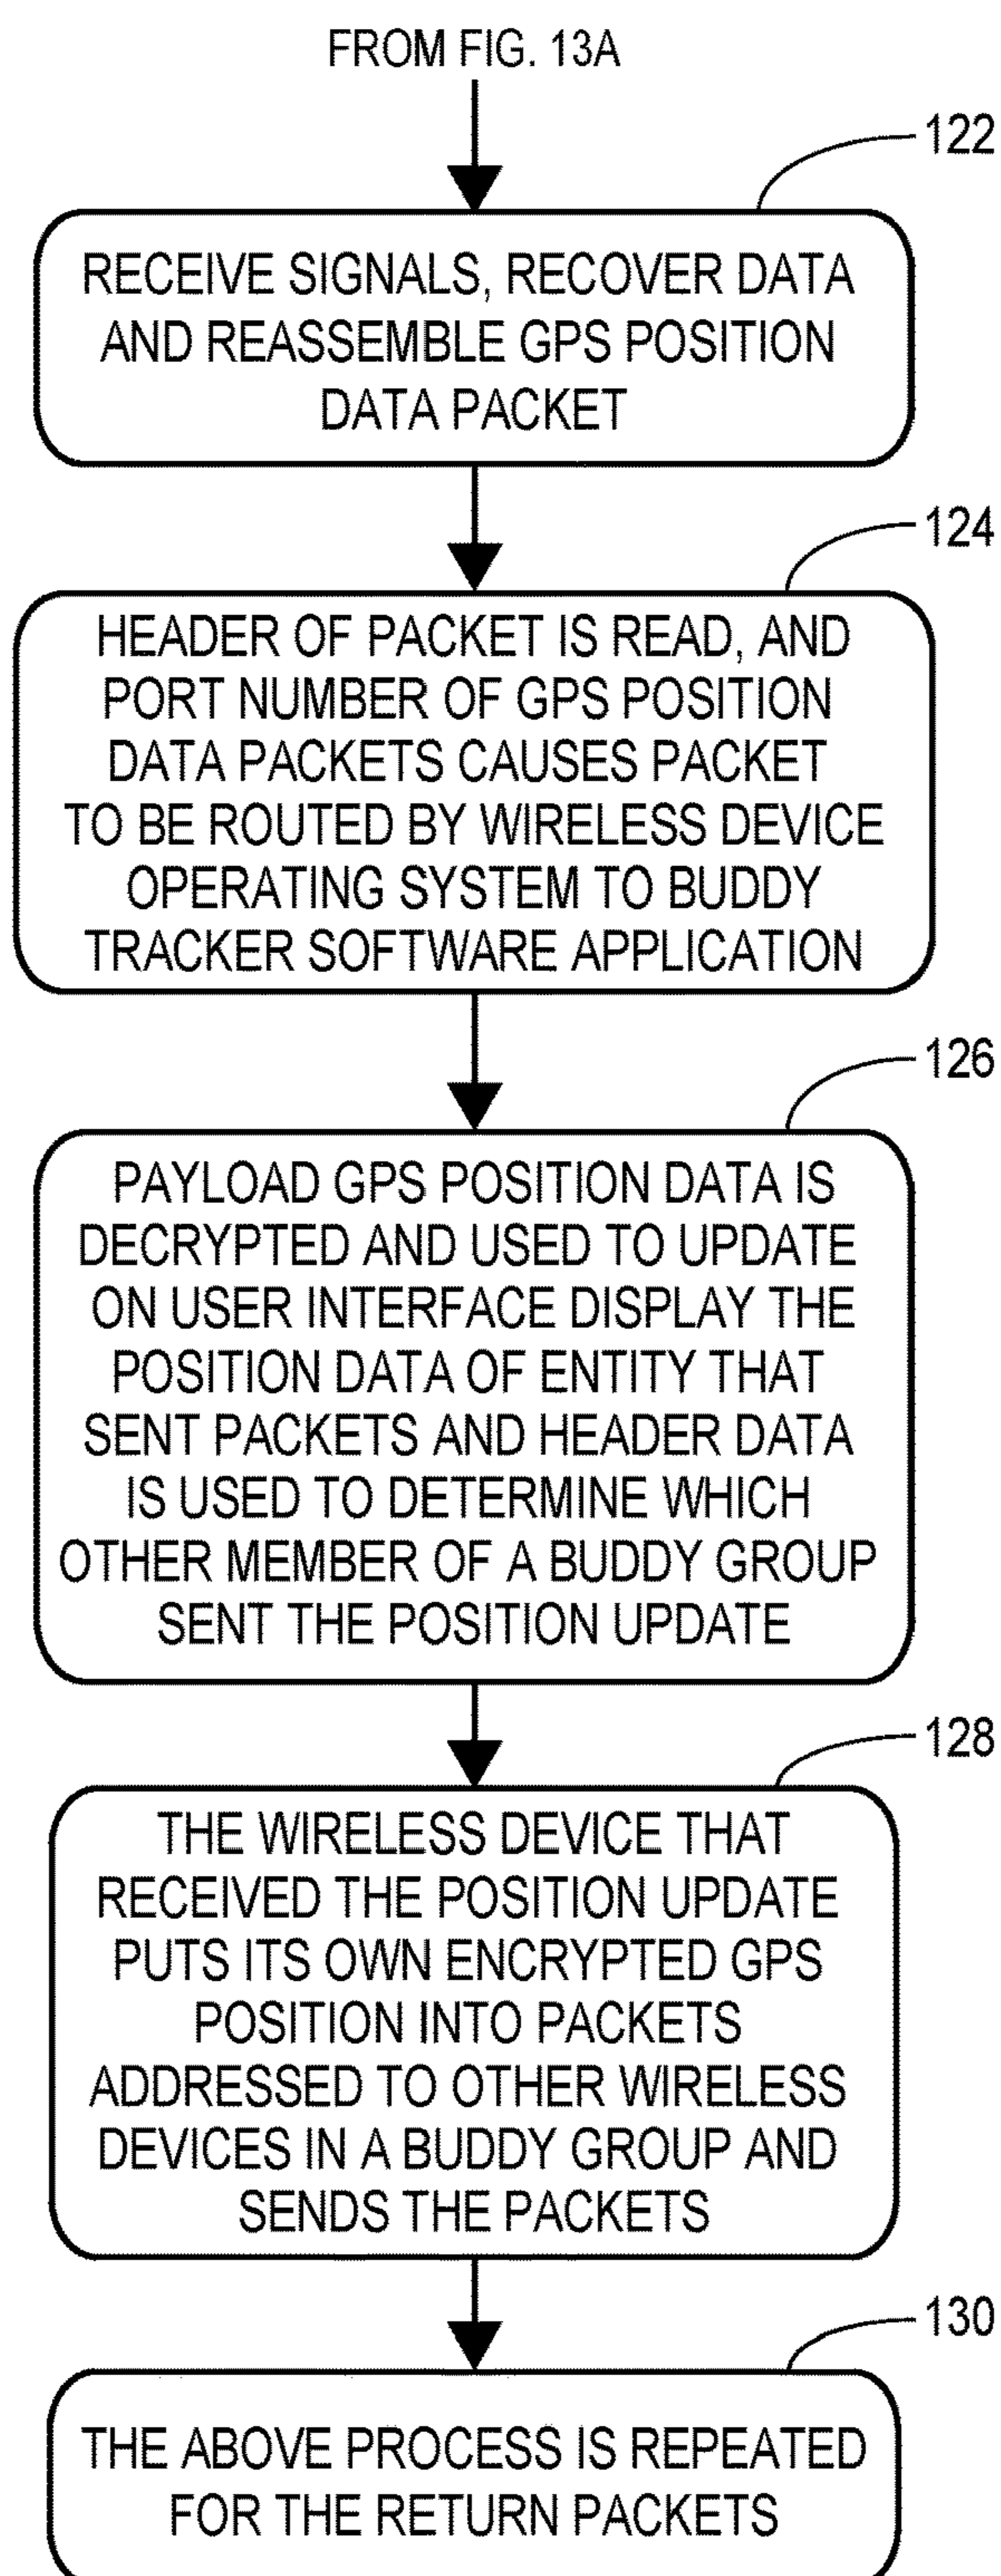 FROM FIG. 13A
122
RECEIVE SIGNALS, RECOVER DATA
AND REASSEMBLE GPS POSITION
DATA PACKET
124
HEADER OF PACKET IS READ, AND
PORT NUMBER OF GPS POSITION
DATA PACKETS CAUSES PACKET
TO BE ROUTED BY WIRELESS DEVICE
OPERATING SYSTEM TO BUDDY
TRACKER SOFTWARE APPLICATION
126
PAYLOAD GPS POSITION DATA IS
DECRYPTED AND USED TO UPDATE
ON USER INTERFACE DISPLAY THE
POSITION DATA OF ENTITY THAT
SENT PACKETS AND HEADER DATA
IS USED TO DETERMINE WHICH
OTHER MEMBER OF A BUDDY GROUP
SENT THE POSITION UPDATE
128
THE WIRELESS DEVICE THAT
RECEIVED THE POSITION UPDATE
PUTS ITS OWN ENCRYPTED GPS
POSITION INTO PACKETS
ADDRESSED TO OTHER WIRELESS
DEVICES IN A BUDDY GROUP AND
SENDS THE PACKETS
130
THE ABOVE PROCESS IS REPEATED
FOR THE RETURN PACKETS